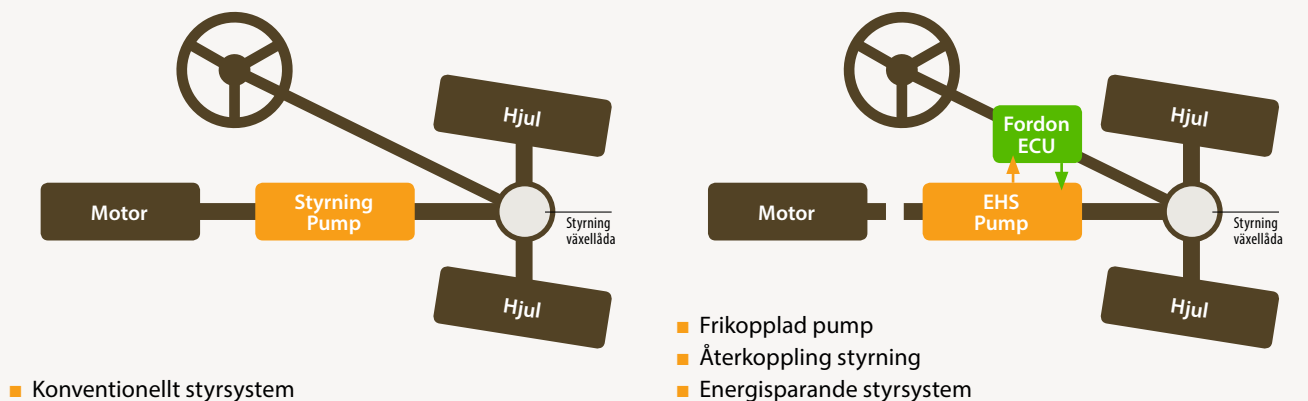 Hjul
Motor
Styrning
Pump
Styrning
växellåda
Hjul
Konventionellt styrsystem
Hjul
Fordon
ECU
Motor
EHS
Pump
Styrning
växellåda
Hjul
Frikopplad pump
Återkoppling styrning
Energisparande styrsystem